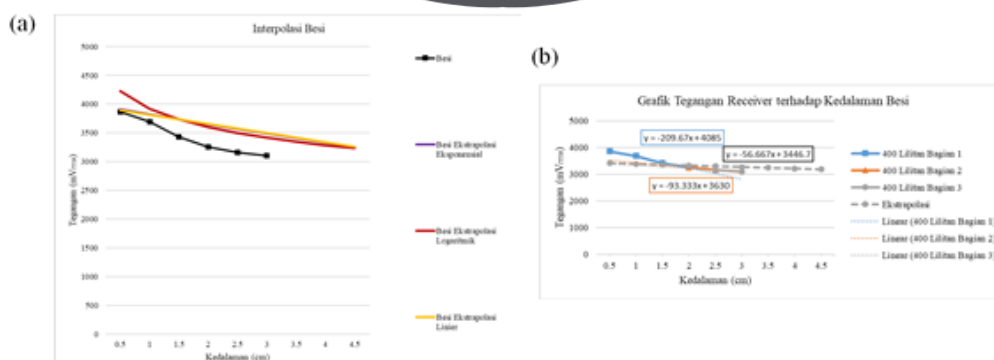 (a)
Interpolasi Besi
Tegangan (mVrms)
5000
4500
4000
3500
3000
2500
2000
1500
1000
500
0
0.5 1 1.5 2 2.5 3 3.5 4 4.5
Kedalaman (cm)
Besi
Besi Ekstrapolasi
Eksponensial
Besi Ekstrapolasi
Logaritmik
Besi Ekstrapolasi
Linier
(b)
Grafik Tegangan Receiver terhadap Kedalaman Besi
Tegangan (mVrms)
5000
4000
3000
2000
1000
0
y = -209.67x + 4085
y = -56.667x + 3446.7
y = -93.333x + 3630
0.5 1 1.5 2 2.5 3 3.5 4 4.5
Kedalaman (cm)
400 Lilitan Bagian 1
400 Lilitan Bagian 2
400 Lilitan Bagian 3
Ekstrapolasi
Linear (400 Lilitan Bagian 1)
Linear (400 Lilitan Bagian 2)
Linear (400 Lilitan Bagian 3)